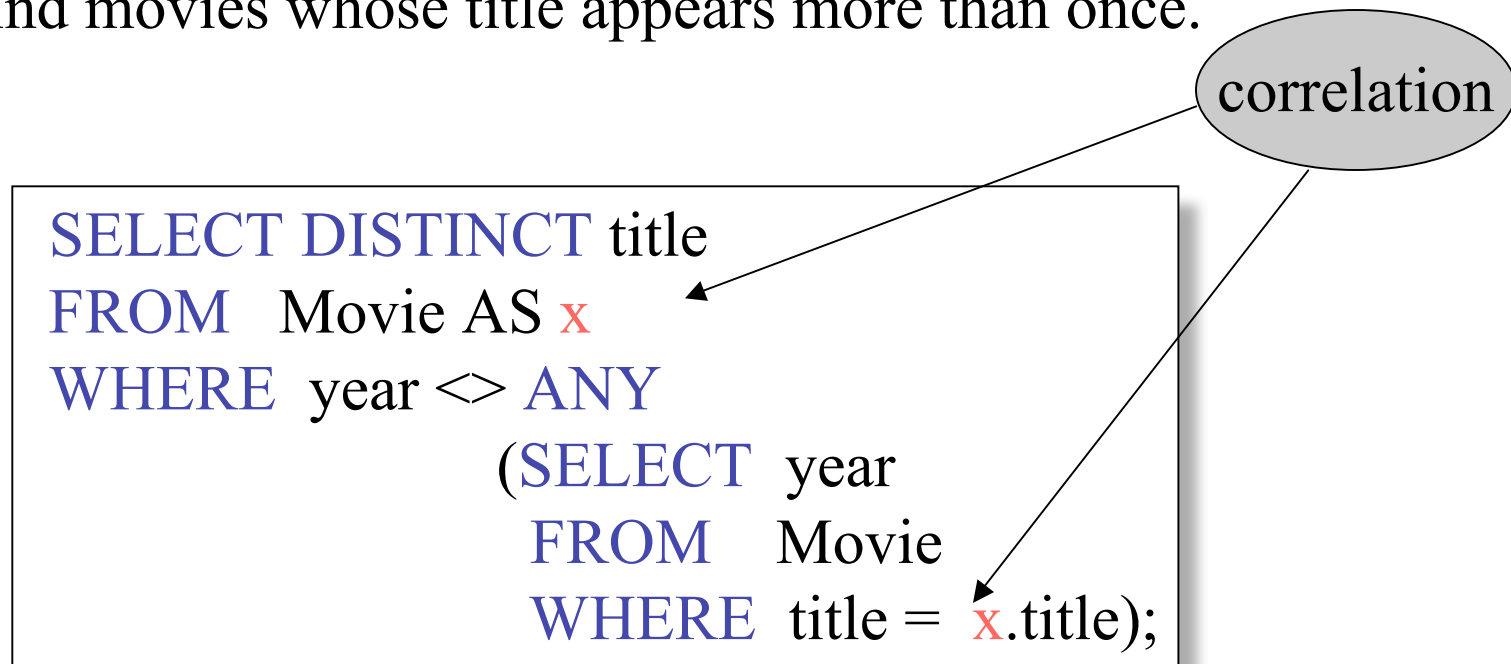 nd movies whose title appears more than once.
correlation
SELECT DISTINCT title
FROM Movie AS x
WHERE year <> ANY
(SELECT year
FROM Movie
WHERE title = x.title);